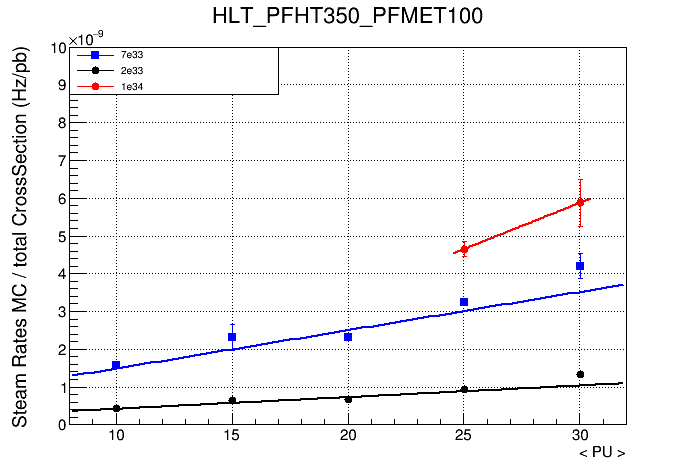 HLT_PFHT350_PFMET100
×10⁻⁹
7e33
2e33
1e34
Steam Rates MC / total CrossSection (Hz/pb)
10
9
8
7
6
5
4
3
2
1
0
10 15 20 25 30
< PU >